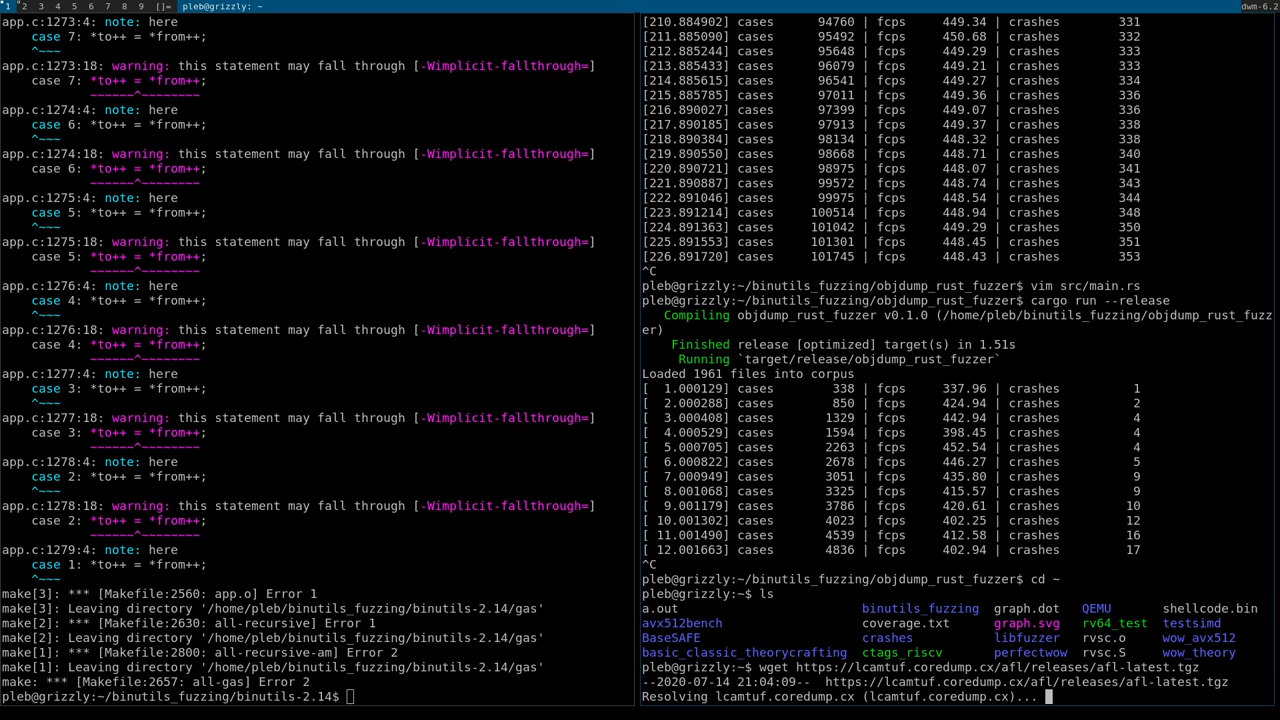 1 2 3 4 5 6 7 8 9 []= pleb@grizzly: ~ dwm-6.2
app.c:1273:4: note: here
    case 7: *to++ = *from++;
    ^~~~
app.c:1273:18: warning: this statement may fall through [-Wimplicit-fallthrough=]
    case 7: *to++ = *from++;
            ~~~~~~^~~~~~~~~
app.c:1274:4: note: here
    case 6: *to++ = *from++;
    ^~~~
app.c:1274:18: warning: this statement may fall through [-Wimplicit-fallthrough=]
    case 6: *to++ = *from++;
            ~~~~~~^~~~~~~~~
app.c:1275:4: note: here
    case 5: *to++ = *from++;
    ^~~~
app.c:1275:18: warning: this statement may fall through [-Wimplicit-fallthrough=]
    case 5: *to++ = *from++;
            ~~~~~~^~~~~~~~~
app.c:1276:4: note: here
    case 4: *to++ = *from++;
    ^~~~
app.c:1276:18: warning: this statement may fall through [-Wimplicit-fallthrough=]
    case 4: *to++ = *from++;
            ~~~~~~^~~~~~~~~
app.c:1277:4: note: here
    case 3: *to++ = *from++;
    ^~~~
app.c:1277:18: warning: this statement may fall through [-Wimplicit-fallthrough=]
    case 3: *to++ = *from++;
            ~~~~~~^~~~~~~~~
app.c:1278:4: note: here
    case 2: *to++ = *from++;
    ^~~~
app.c:1278:18: warning: this statement may fall through [-Wimplicit-fallthrough=]
    case 2: *to++ = *from++;
            ~~~~~~^~~~~~~~~
app.c:1279:4: note: here
    case 1: *to++ = *from++;
    ^~~~
make[3]: *** [Makefile:2560: app.o] Error 1
make[3]: Leaving directory '/home/pleb/binutils_fuzzing/binutils-2.14/gas'
make[2]: *** [Makefile:2630: all-recursive] Error 1
make[2]: Leaving directory '/home/pleb/binutils_fuzzing/binutils-2.14/gas'
make[1]: *** [Makefile:2800: all-recursive-am] Error 2
make[1]: Leaving directory '/home/pleb/binutils_fuzzing/binutils-2.14/gas'
make: *** [Makefile:2657: all-gas] Error 2
pleb@grizzly:~/binutils_fuzzing/binutils-2.14$
[210.884902] cases 94760 | fcps 449.34 | crashes 331
[211.885090] cases 95492 | fcps 450.68 | crashes 332
[212.885244] cases 95648 | fcps 449.29 | crashes 333
[213.885433] cases 96079 | fcps 449.21 | crashes 333
[214.885615] cases 96541 | fcps 449.27 | crashes 334
[215.885785] cases 97011 | fcps 449.36 | crashes 336
[216.890027] cases 97399 | fcps 449.07 | crashes 336
[217.890185] cases 97913 | fcps 449.37 | crashes 338
[218.890384] cases 98134 | fcps 448.32 | crashes 338
[219.890550] cases 98668 | fcps 448.71 | crashes 340
[220.890721] cases 98975 | fcps 448.07 | crashes 341
[221.890887] cases 99572 | fcps 448.74 | crashes 343
[222.891046] cases 99975 | fcps 448.54 | crashes 344
[223.891214] cases 100514 | fcps 448.94 | crashes 348
[224.891363] cases 101042 | fcps 449.29 | crashes 350
[225.891553] cases 101301 | fcps 448.45 | crashes 351
[226.891720] cases 101745 | fcps 448.43 | crashes 353
^C
pleb@grizzly:~/binutils_fuzzing/objdump_rust_fuzzer$ vim src/main.rs
pleb@grizzly:~/binutils_fuzzing/objdump_rust_fuzzer$ cargo run --release
   Compiling objdump_rust_fuzzer v0.1.0 (/home/pleb/binutils_fuzzing/objdump_rust_fuzz
er)
    Finished release [optimized] target(s) in 1.51s
     Running `target/release/objdump_rust_fuzzer`
Loaded 1961 files into corpus
[  1.000129] cases 338 | fcps 337.96 | crashes 1
[  2.000288] cases 850 | fcps 424.94 | crashes 2
[  3.000408] cases 1329 | fcps 442.94 | crashes 4
[  4.000529] cases 1594 | fcps 398.45 | crashes 4
[  5.000705] cases 2263 | fcps 452.54 | crashes 4
[  6.000822] cases 2678 | fcps 446.27 | crashes 5
[  7.000949] cases 3051 | fcps 435.80 | crashes 9
[  8.001068] cases 3325 | fcps 415.57 | crashes 9
[  9.001179] cases 3786 | fcps 420.61 | crashes 10
[ 10.001302] cases 4023 | fcps 402.25 | crashes 12
[ 11.001490] cases 4539 | fcps 412.58 | crashes 16
[ 12.001663] cases 4836 | fcps 402.94 | crashes 17
^C
pleb@grizzly:~/binutils_fuzzing/objdump_rust_fuzzer$ cd ~
pleb@grizzly:~$ ls
a.out binutils_fuzzing graph.dot QEMU shellcode.bin
avx512bench coverage.txt graph.svg rv64_test testsimd
BaseSAFE crashes libfuzzer rvsc.o wow_avx512
basic_classic_theorycrafting ctags_riscv perfectwow rvsc.S wow_theory
pleb@grizzly:~$ wget https://lcamtuf.coredump.cx/afl/releases/afl-latest.tgz
--2020-07-14 21:04:09--  https://lcamtuf.coredump.cx/afl/releases/afl-latest.tgz
Resolving lcamtuf.coredump.cx (lcamtuf.coredump.cx)...